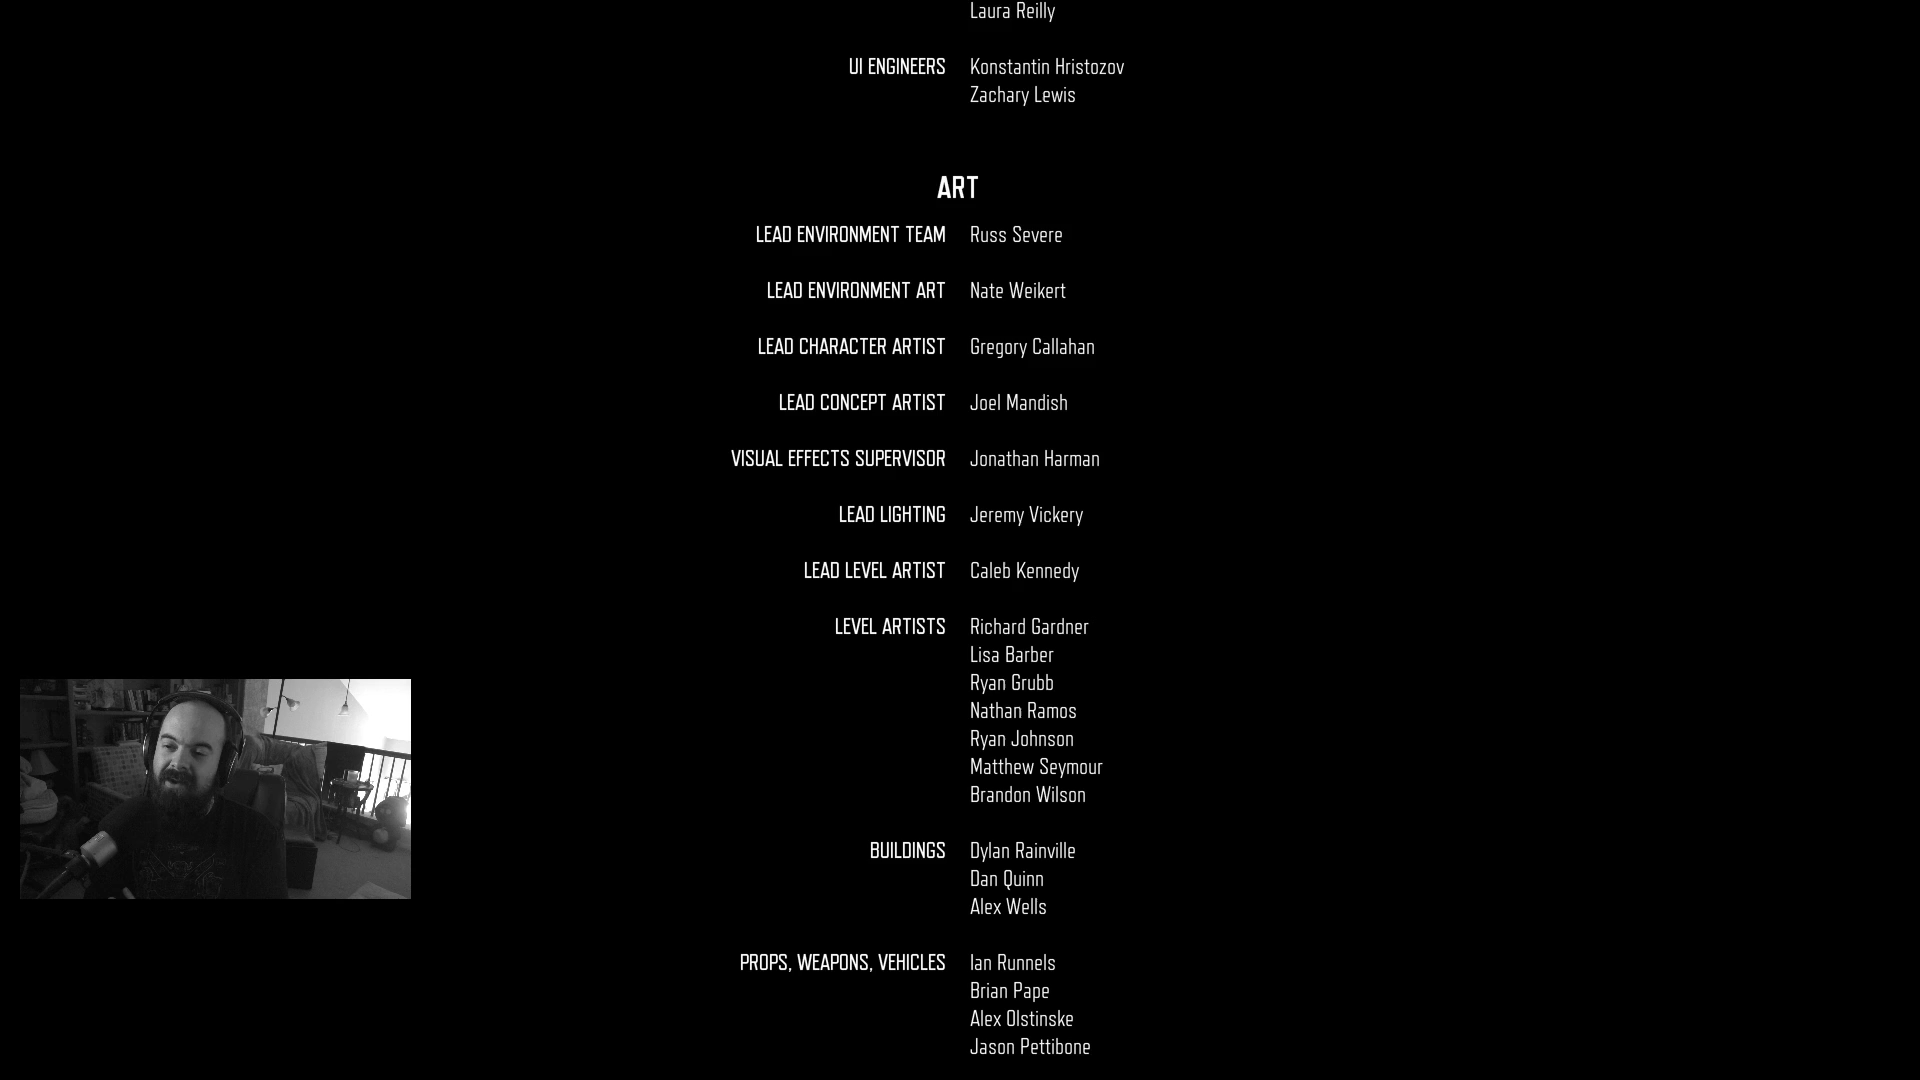 Laura Reilly
UI ENGINEERS Konstantin Hristozov
Zachary Lewis
ART
LEAD ENVIRONMENT TEAM Russ Severe
LEAD ENVIRONMENT ART Nate Weikert
LEAD CHARACTER ARTIST Gregory Callahan
LEAD CONCEPT ARTIST Joel Mandish
VISUAL EFFECTS SUPERVISOR Jonathan Harman
LEAD LIGHTING Jeremy Vickery
LEAD LEVEL ARTIST Caleb Kennedy
LEVEL ARTISTS Richard Gardner
Lisa Barber
Ryan Grubb
Nathan Ramos
Ryan Johnson
Matthew Seymour
Brandon Wilson
BUILDINGS Dylan Rainville
Dan Quinn
Alex Wells
PROPS, WEAPONS, VEHICLES Ian Runnels
Brian Pape
Alex Olstinske
Jason Pettibone